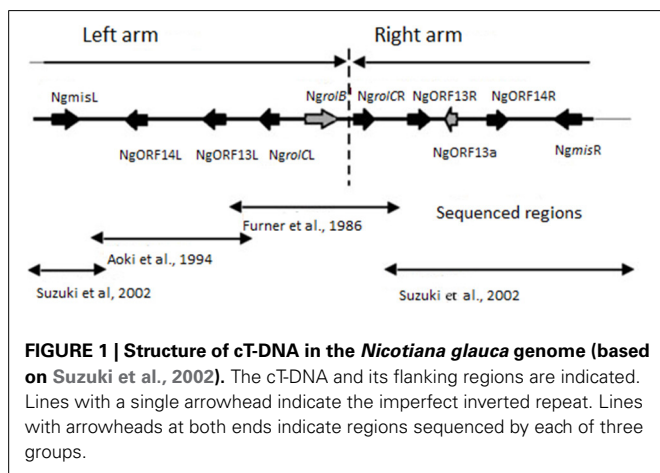 Left arm Right arm
NgmisL NgrolB NgrolCR NgORF13R NgORF14R
NgORF14L NgORF13L NgrolCL NgORF13a NgmisR
Furner et al., 1986 Sequenced regions
Aoki et al., 1994
Suzuki et al, 2002 Suzuki et al., 2002
FIGURE 1 | Structure of cT-DNA in the Nicotiana glauca genome (based
on Suzuki et al., 2002). The cT-DNA and its flanking regions are indicated.
Lines with a single arrowhead indicate the imperfect inverted repeat. Lines
with arrowheads at both ends indicate regions sequenced by each of three
groups.